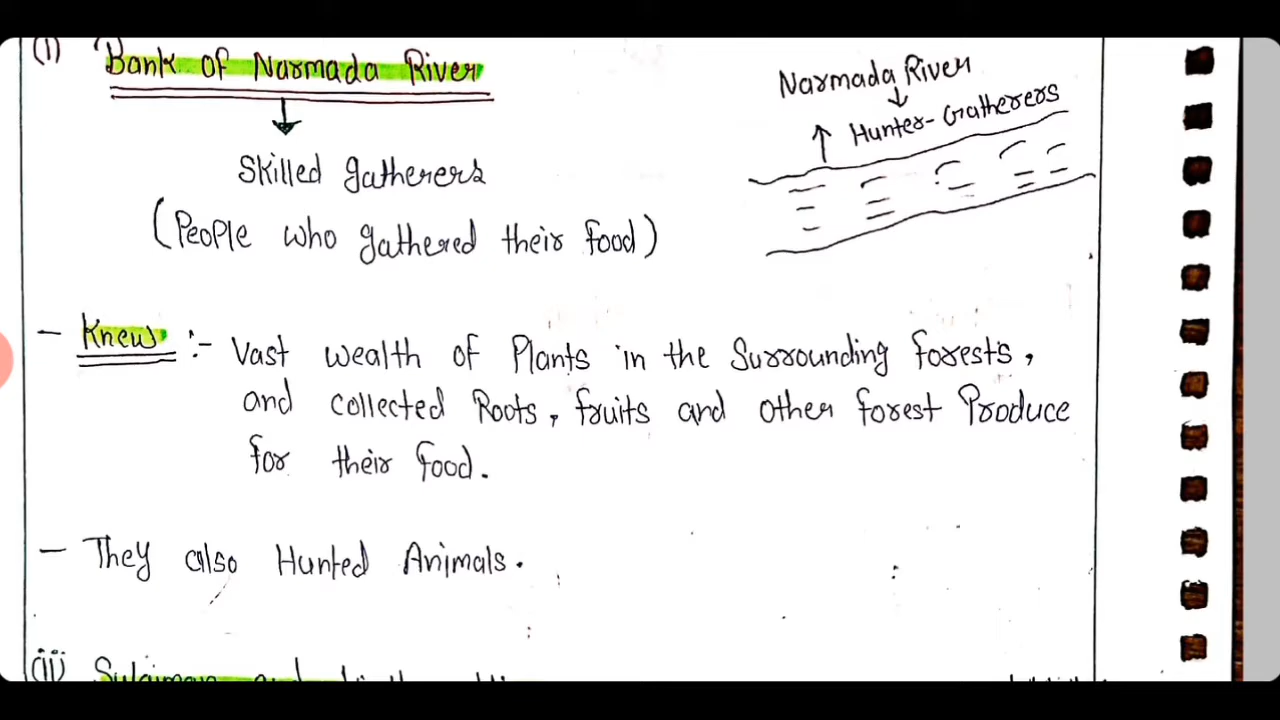 (i) Bank of Narmada River
Narmada River
Hunter-Gatherers
Skilled gatherers
(People who gathered their food)
- Knew :- Vast wealth of Plants in the Surrounding forests,
and collected Roots, fruits and other forest Produce
for their food.
- They also Hunted Animals.
(ii) Sulaiman and